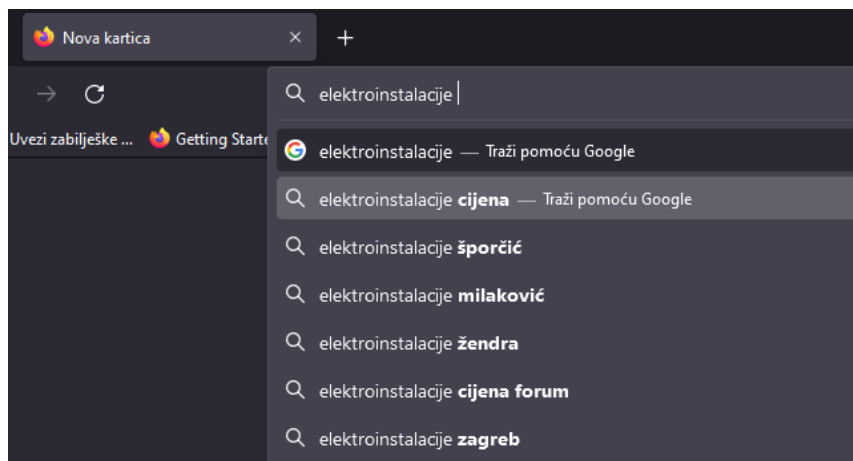 Nova kartica
elektroinstalacije
Uvezi zabilješke ... Getting Starte
elektroinstalacije — Traži pomoću Google
elektroinstalacije cijena — Traži pomoću Google
elektroinstalacije šporčić
elektroinstalacije milaković
elektroinstalacije žendra
elektroinstalacije cijena forum
elektroinstalacije zagreb